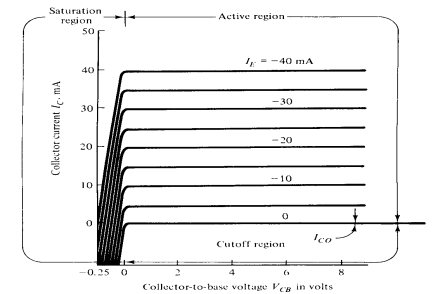 Saturation
region
Active region
50
40
30
20
10
0
Collector current I_C, mA
I_E = −40 mA
−30
−20
−10
0
I_CO
Cutoff region
−0.25 0 2 4 6 8
Collector-to-base voltage V_CB in volts